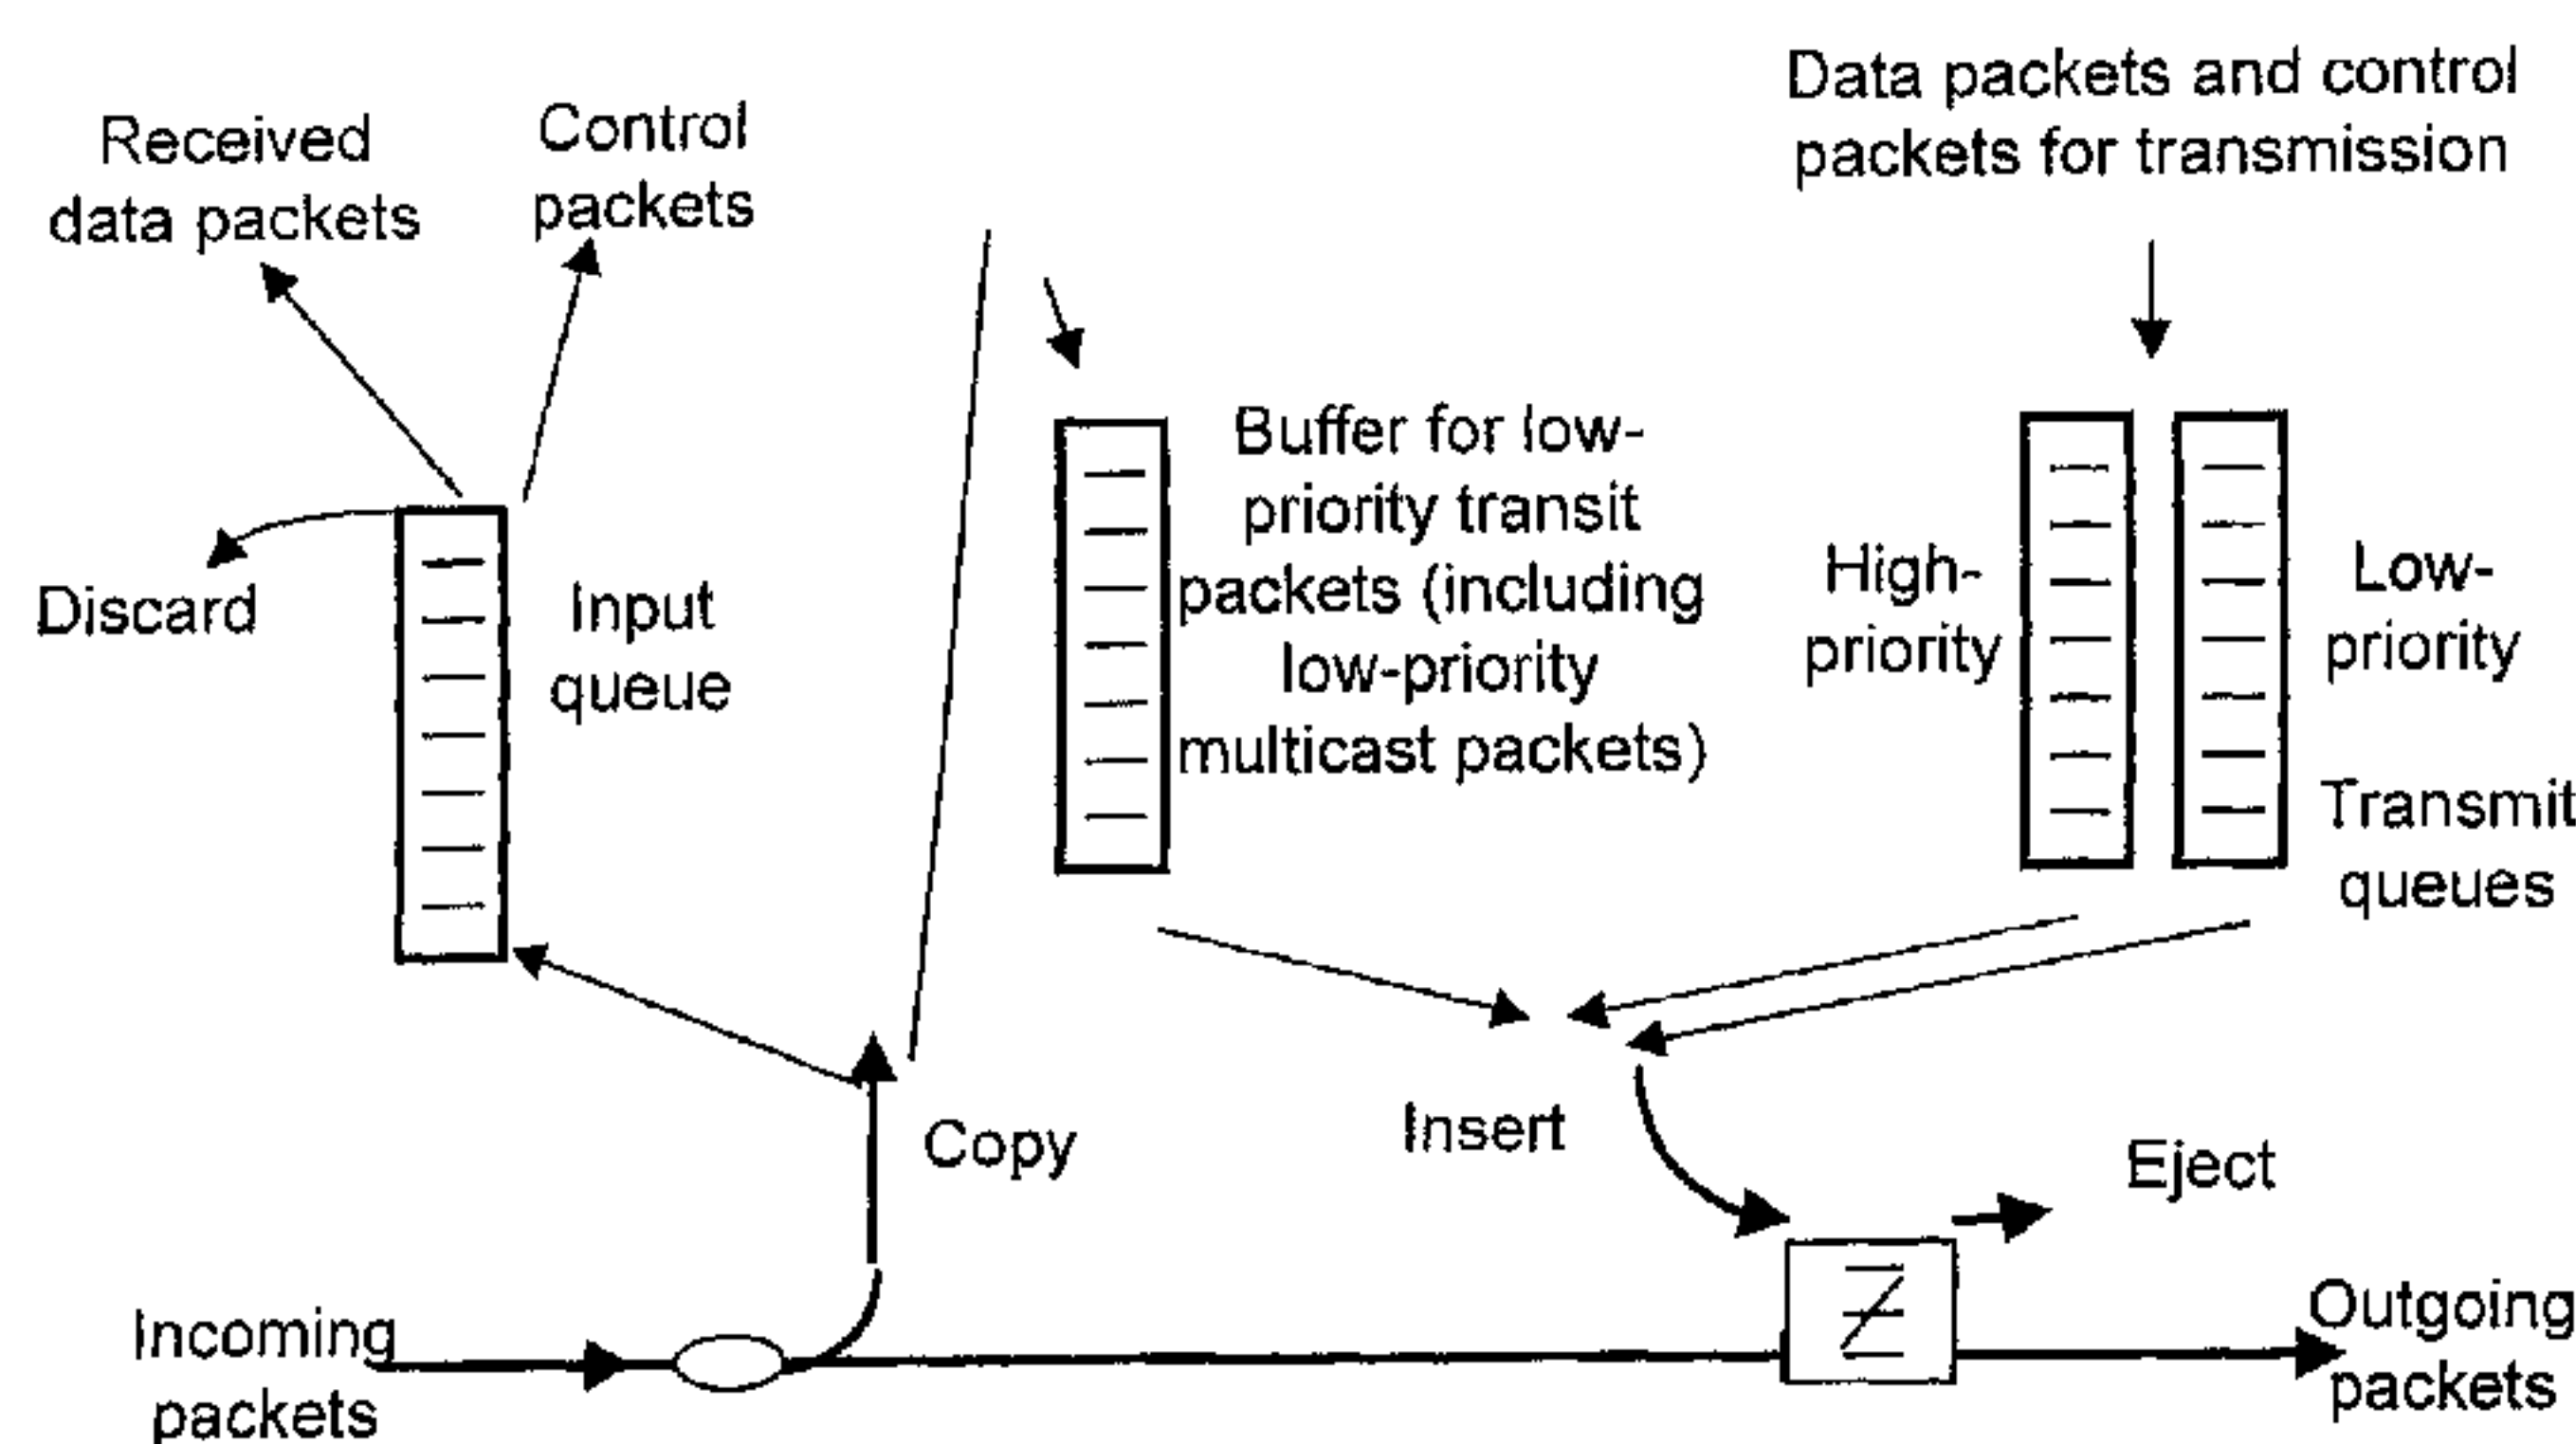 Data packets and control
packets for transmission
Received
data packets
Control
packets
Discard
Input
queue
Buffer for low-
priority transit
packets (including
low-priority
multicast packets)
High-
priority
Low-
priority
Transmit
queues
Copy
Insert
Eject
Incoming
packets
Outgoing
packets